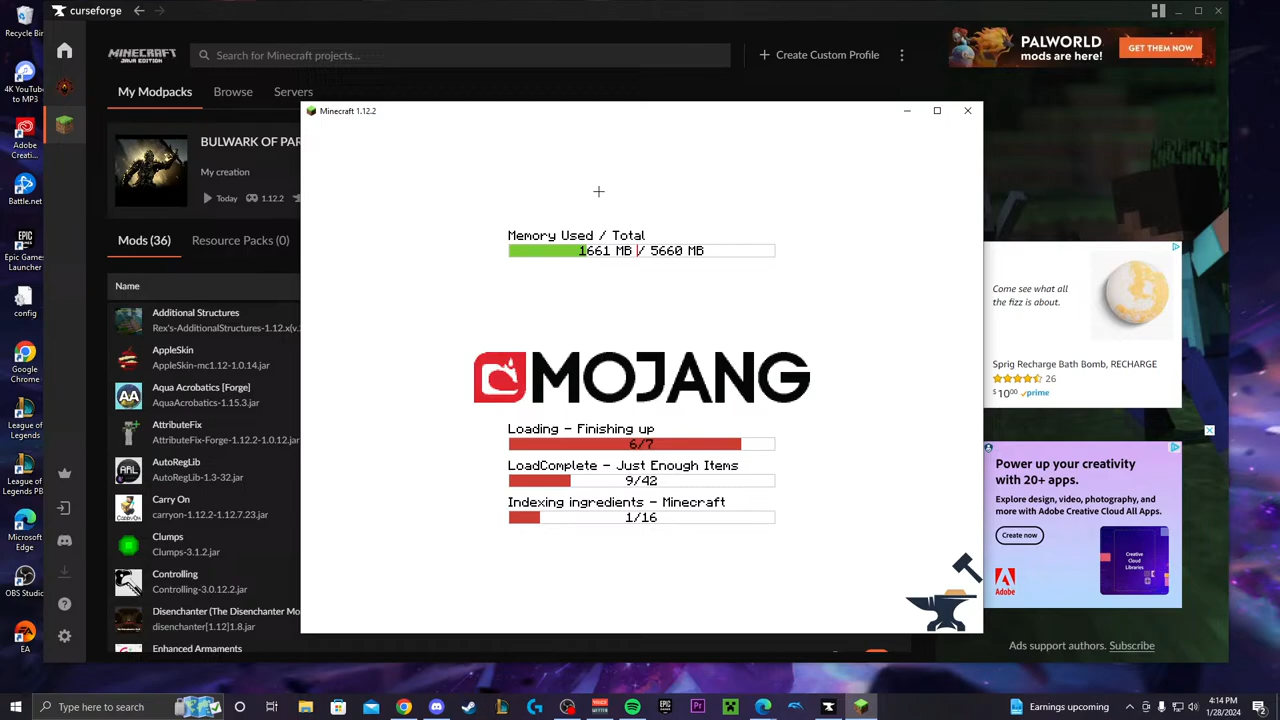 Recycle Bin
curseforge
MINECRAFT
JAVA EDITION
Search for Minecraft projects...
Create Custom Profile
PALWORLD
mods are here!
GET THEM NOW
4K YouTube
to MP3
My Modpacks
Browse
Servers
Minecraft 1.12.2
Adobe
Creati...
BULWARK OF PAR
My creation
Today
1.12.2
Battle.net
Memory Used / Total
1661 MB / 5660 MB
Mods (36)
Resource Packs (0)
EPIC
GAMES
Epic Games
Launcher
Name
config
Additional Structures
Rex's-AdditionalStructures-1.12.x(v.
AppleSkin
AppleSkin-mc1.12-1.0.14.jar
Google
Chrome
Aqua Acrobatics [Forge]
AquaAcrobatics-1.15.3.jar
MOJANG
AttributeFix
AttributeFix-Forge-1.12.2-1.0.12.jar
League of
Legends
AutoRegLib
AutoRegLib-1.3-32.jar
Loading - Finishing up
6/7
LoadComplete - Just Enough Items
9/42
Indexing ingredients - Minecraft
1/16
League of
Legends PB
Carry On
carryon-1.12.2-1.12.7.23.jar
Microsoft
Edge
Clumps
Clumps-3.1.2.jar
OBS Studio
Controlling
Controlling-3.0.12.2.jar
Disenchanter (The Disenchanter Mo
disenchanter[1.12]1.8.jar
EA
Enhanced Armaments
Come see what all
the fizz is about.
Sprig Recharge Bath Bomb, RECHARGE
26
$1000 prime
Power up your creativity
with 20+ apps.
Explore design, video, photography, and
more with Adobe Creative Cloud All Apps.
Create now
Creative
Cloud
Libraries
Adobe
Ads support authors. Subscribe
Type here to search
Earnings upcoming
4:14 PM
1/28/2024
2